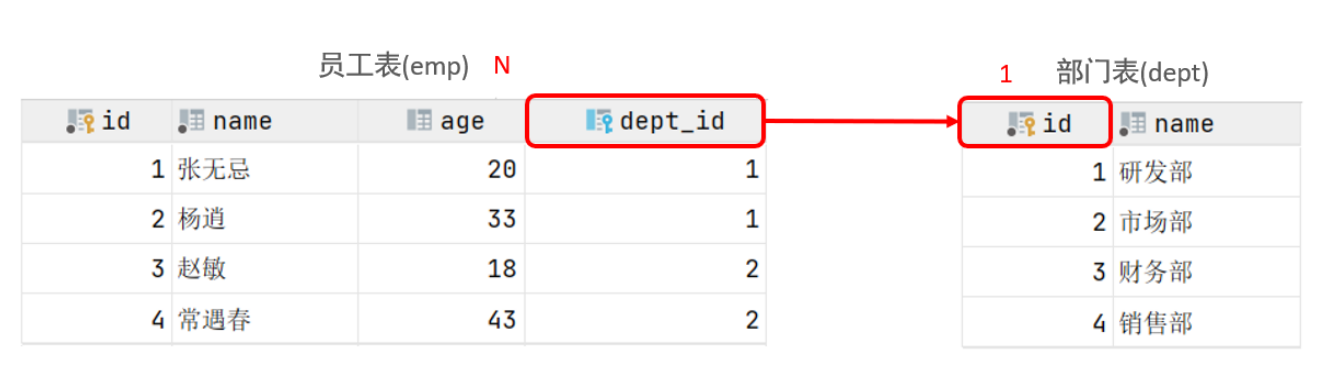 员工表(emp) N
1 部门表(dept)
id name age dept_id
1 张无忌 20 1
2 杨逍 33 1
3 赵敏 18 2
4 常遇春 43 2
id name
1 研发部
2 市场部
3 财务部
4 销售部